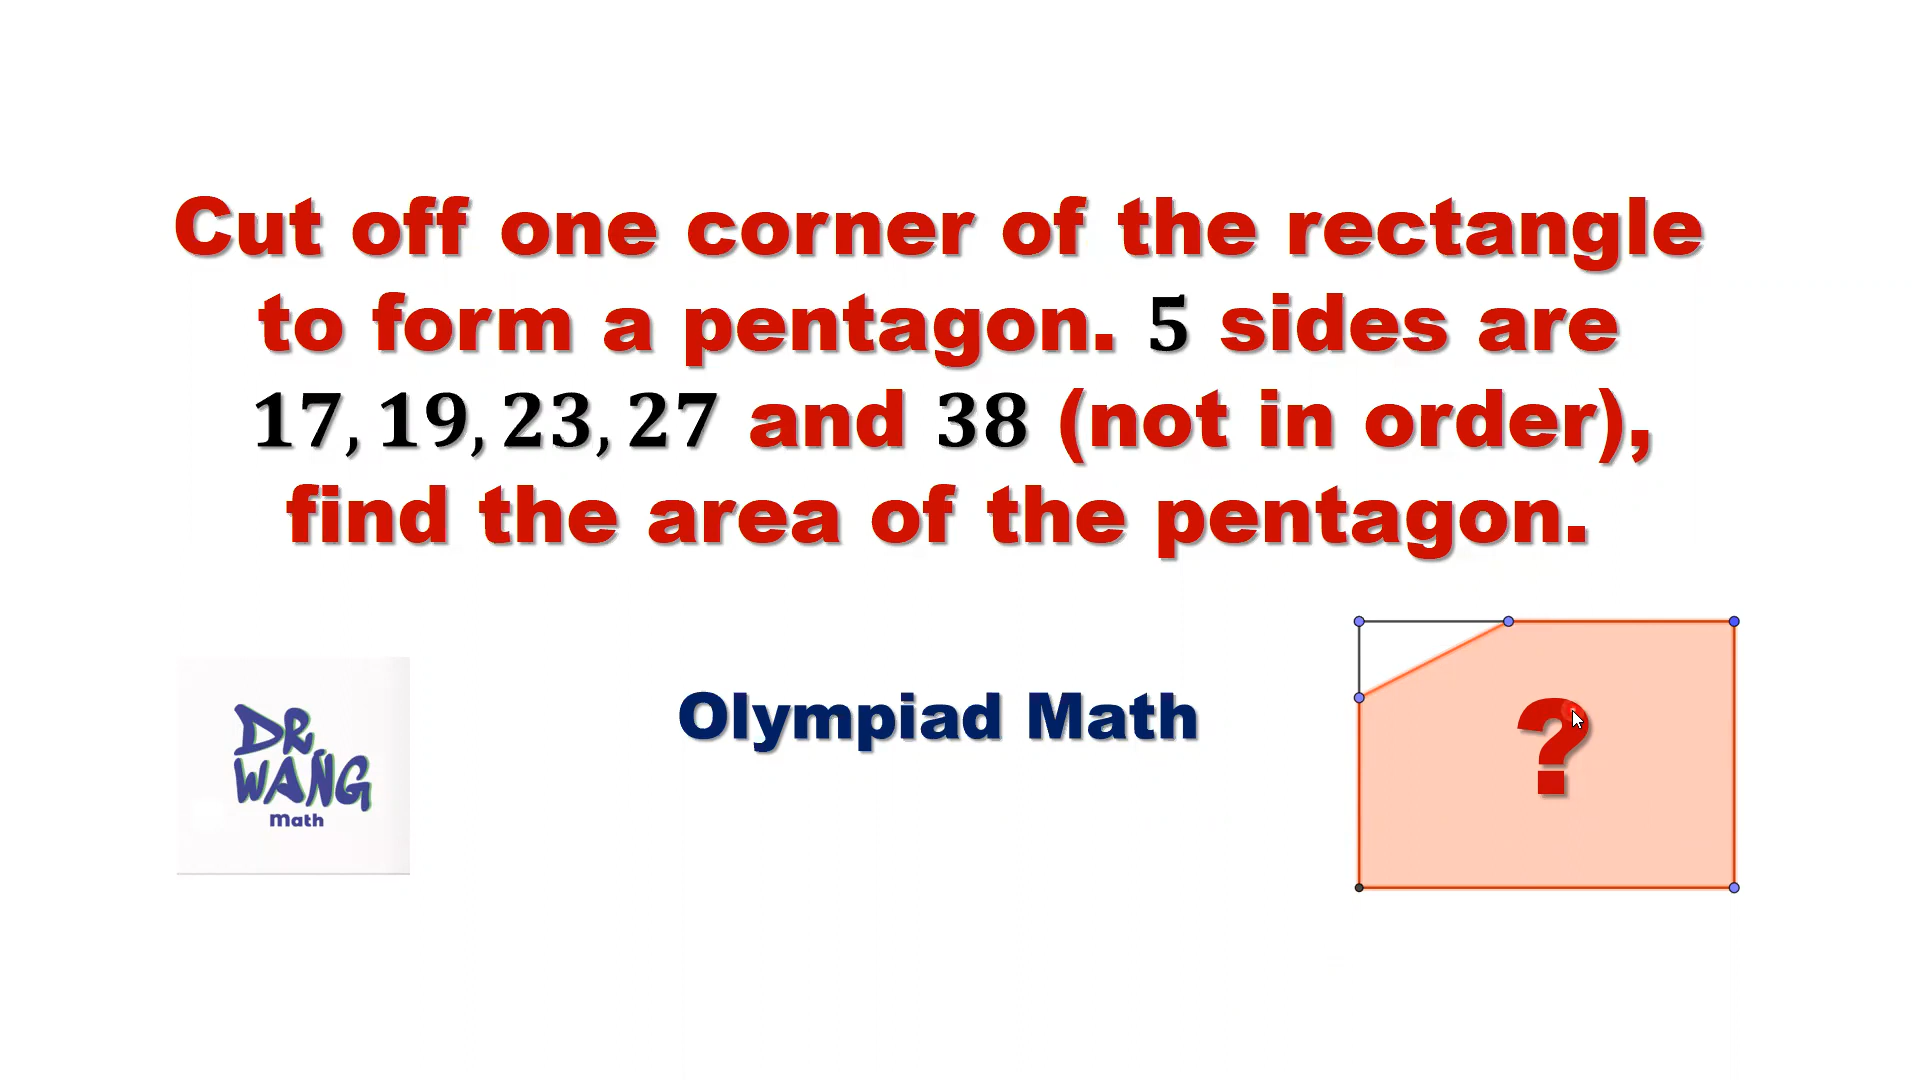 Cut off one corner of the rectangle
to form a pentagon. 5 sides are
17, 19, 23, 27 and 38 (not in order),
find the area of the pentagon.
Olympiad Math
?
DR
WANG
math